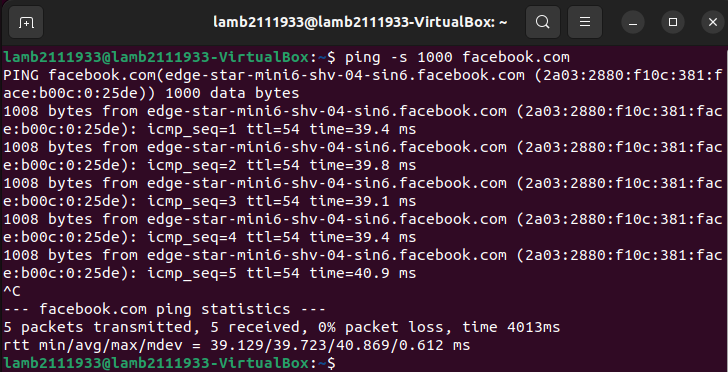 lamb2111933@lamb2111933-VirtualBox: ~
lamb2111933@lamb2111933-VirtualBox:~$ ping -s 1000 facebook.com
PING facebook.com(edge-star-mini6-shv-04-sin6.facebook.com (2a03:2880:f10c:381:f
ace:b00c:0:25de)) 1000 data bytes
1008 bytes from edge-star-mini6-shv-04-sin6.facebook.com (2a03:2880:f10c:381:fac
e:b00c:0:25de): icmp_seq=1 ttl=54 time=39.4 ms
1008 bytes from edge-star-mini6-shv-04-sin6.facebook.com (2a03:2880:f10c:381:fac
e:b00c:0:25de): icmp_seq=2 ttl=54 time=39.8 ms
1008 bytes from edge-star-mini6-shv-04-sin6.facebook.com (2a03:2880:f10c:381:fac
e:b00c:0:25de): icmp_seq=3 ttl=54 time=39.1 ms
1008 bytes from edge-star-mini6-shv-04-sin6.facebook.com (2a03:2880:f10c:381:fac
e:b00c:0:25de): icmp_seq=4 ttl=54 time=39.4 ms
1008 bytes from edge-star-mini6-shv-04-sin6.facebook.com (2a03:2880:f10c:381:fac
e:b00c:0:25de): icmp_seq=5 ttl=54 time=40.9 ms
^C
--- facebook.com ping statistics ---
5 packets transmitted, 5 received, 0% packet loss, time 4013ms
rtt min/avg/max/mdev = 39.129/39.723/40.869/0.612 ms
lamb2111933@lamb2111933-VirtualBox:~$